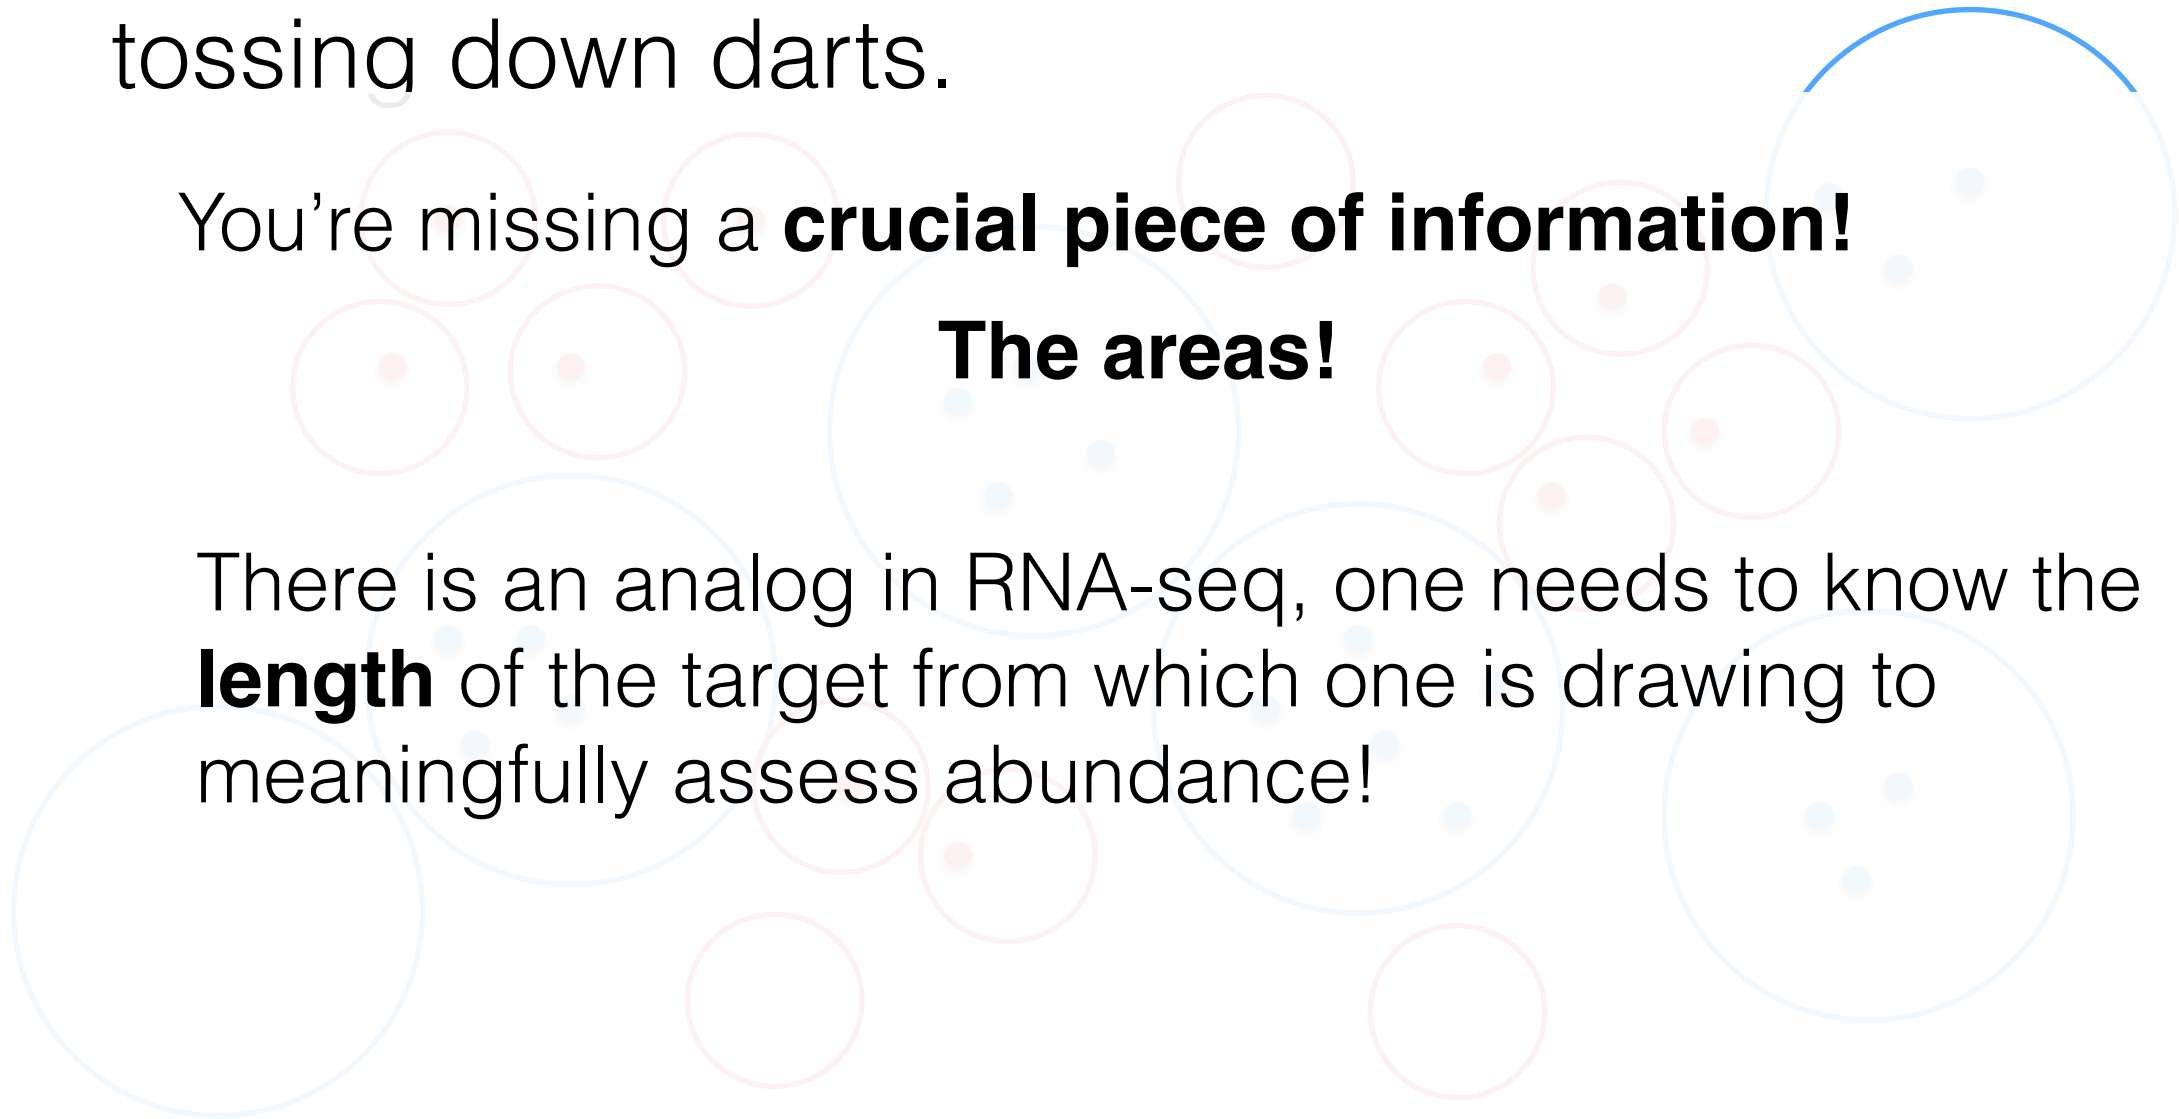 tossing down darts.
You’re missing a crucial piece of information!
The areas!
There is an analog in RNA-seq, one needs to know the
length of the target from which one is drawing to
meaningfully assess abundance!